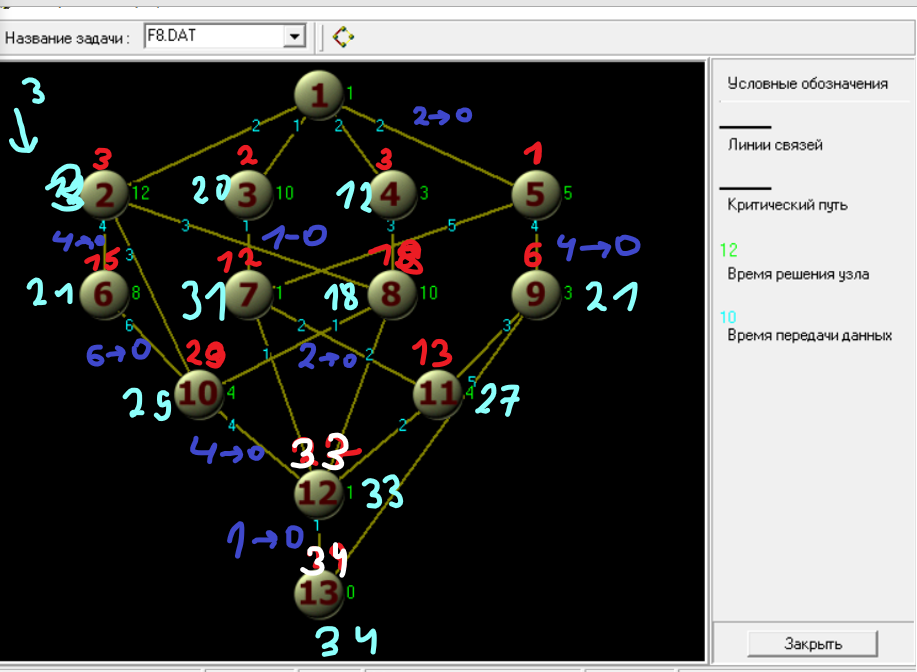 Название задачи :
F8.DAT
3
1 1
2 1 2 2
2→0
3 2 3 1
2 12
20 3 10
12 4 3
5 5
4 3 1 3 5 4
4→0
1-0
4→0
3
15 12 18 6
21 6 8
31 7 1
18 8 10
9 3 21
6 2 1 3
6→0
1
2→0
2
29 13
5
29 10 4
11 4 27
4 2
4→0
33
12 1 33
1
1→0
34
13 0
34
Условные обозначения
Линии связей
Критический путь
12
Время решения узла
10
Время передачи данных
Закрыть